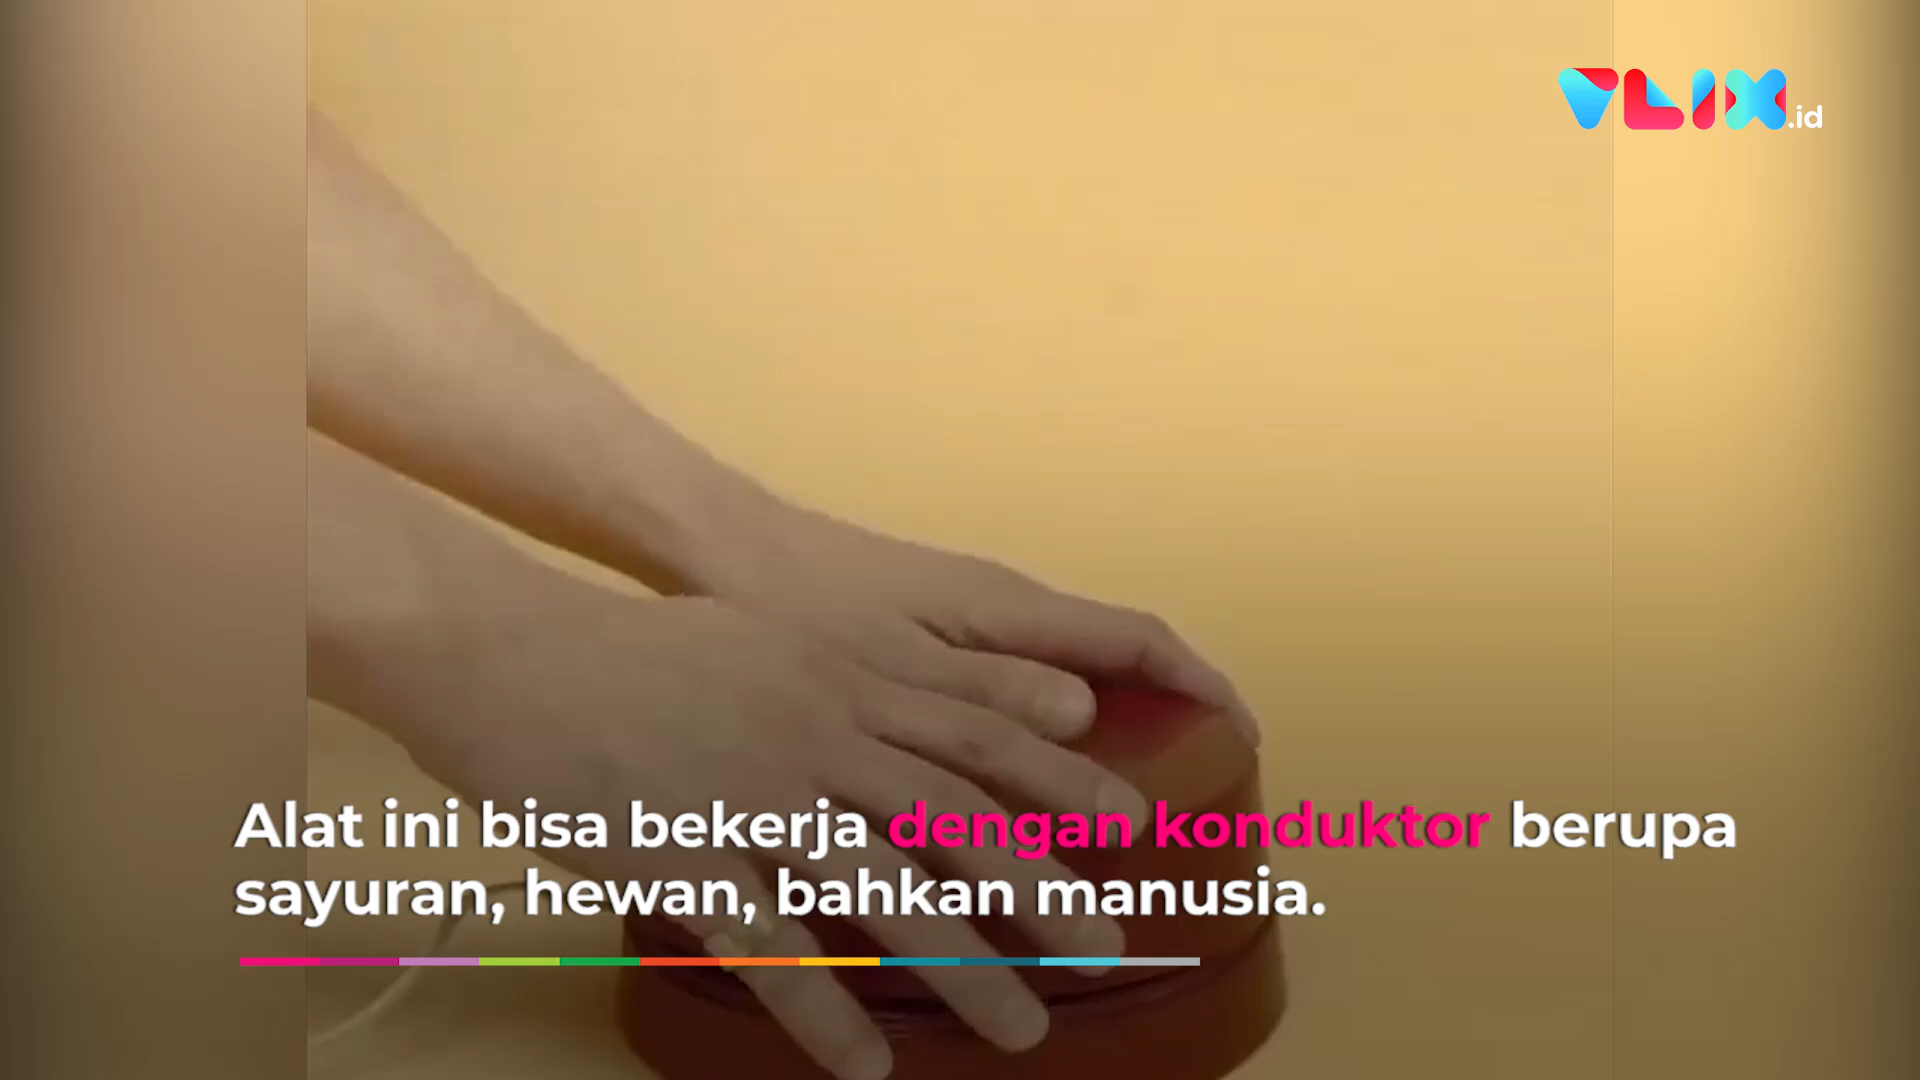 VLIX.id
Alat ini bisa bekerja dengan konduktor berupa
sayuran, hewan, bahkan manusia.